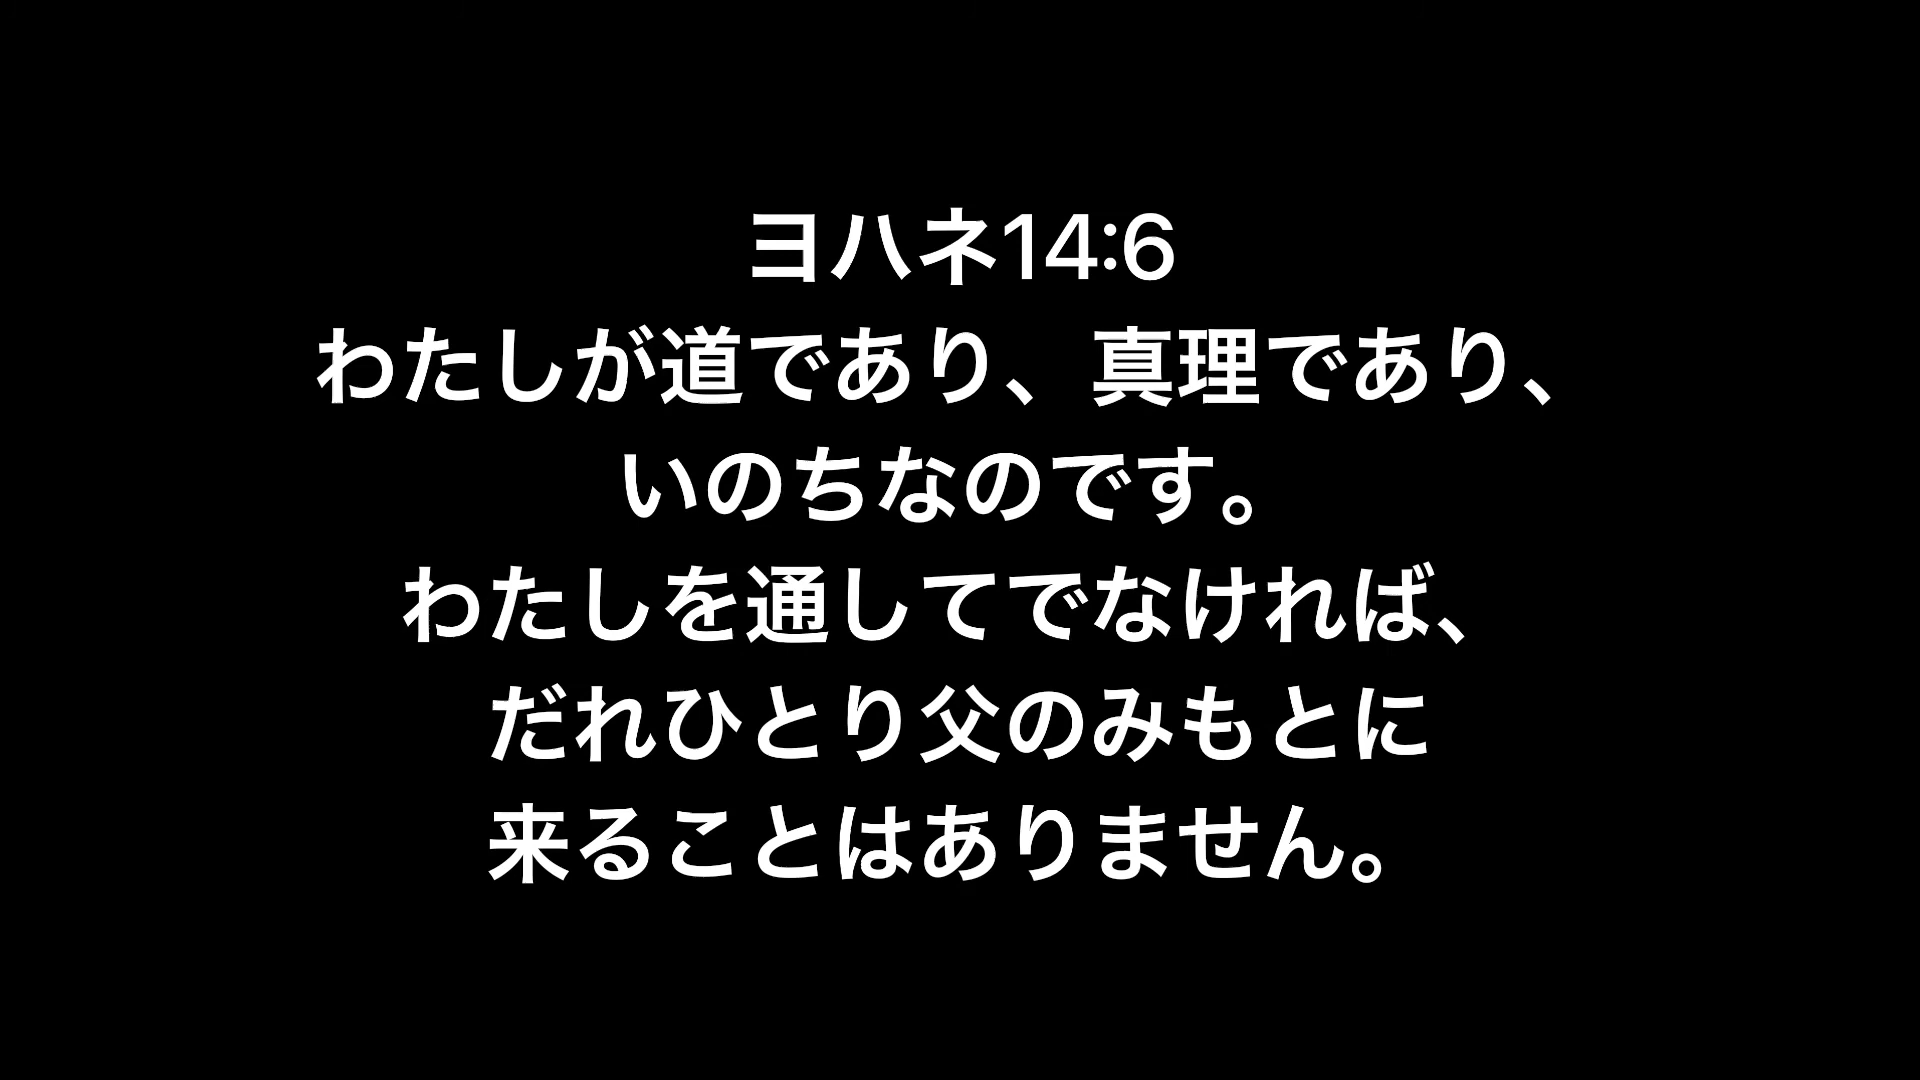 ヨハネ14:6
わたしが道であり、真理であり、
いのちなのです。
わたしを通してでなければ、
だれひとり父のみもとに
来ることはありません。